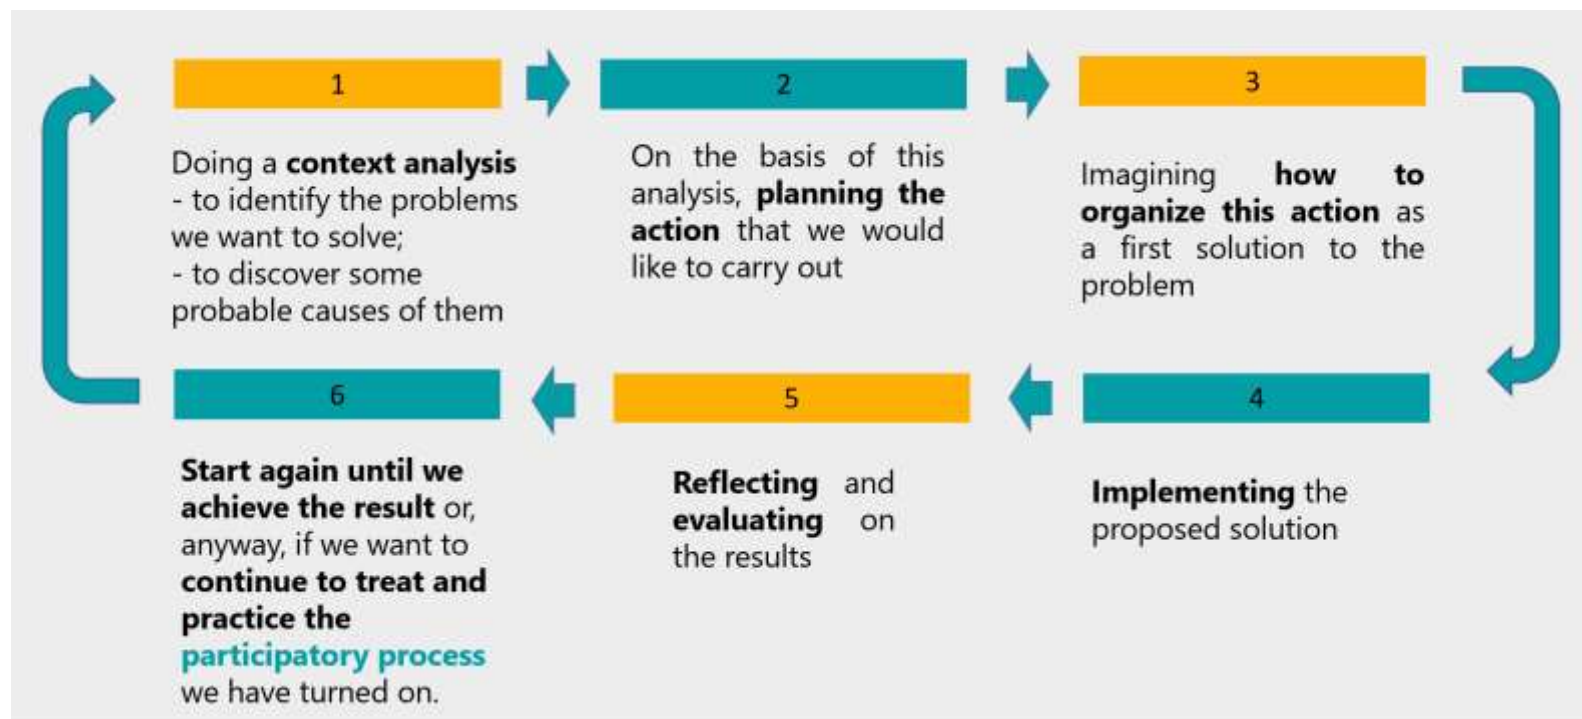 1
Doing a context analysis
- to identify the problems
we want to solve;
- to discover some
probable causes of them
2
On the basis of this
analysis, planning the
action that we would
like to carry out
3
Imagining how to
organize this action as
a first solution to the
problem
4
Implementing the
proposed solution
5
Reflecting and
evaluating on
the results
6
Start again until we
achieve the result or,
anyway, if we want to
continue to treat and
practice the
participatory process
we have turned on.